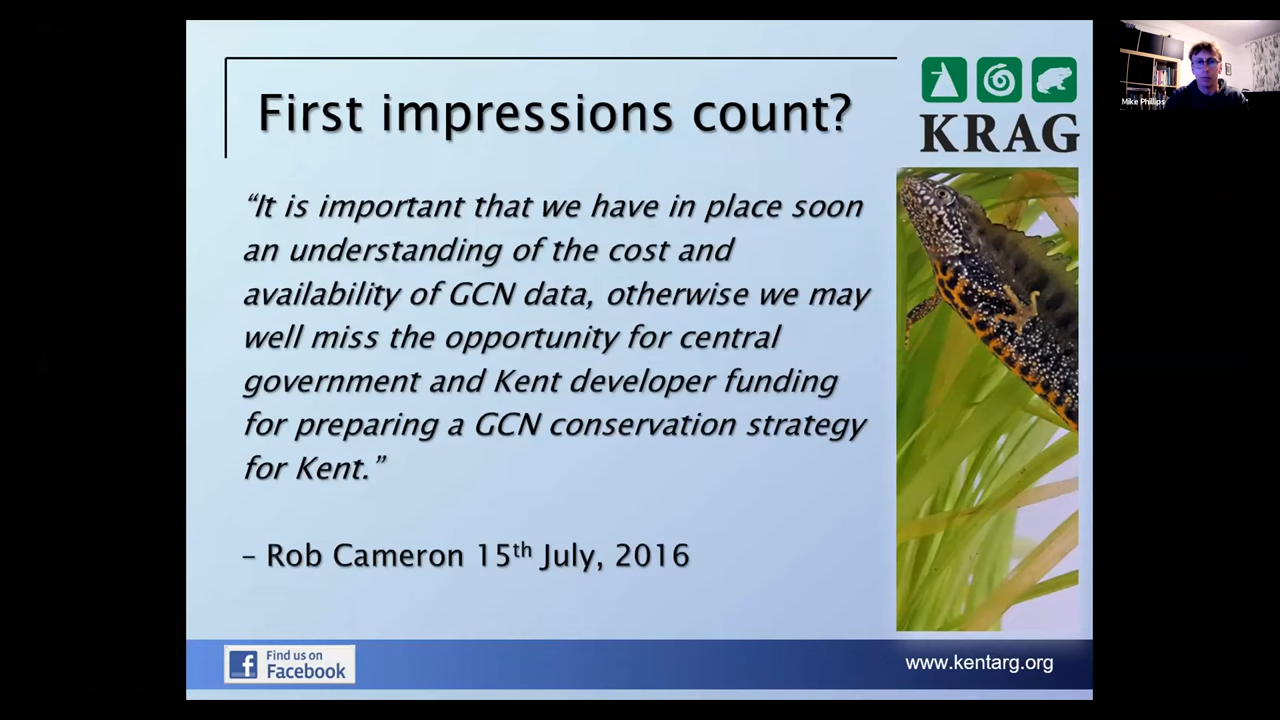 First impressions count?
KRAG
Mike Phillips
“It is important that we have in place soon
an understanding of the cost and
availability of GCN data, otherwise we may
well miss the opportunity for central
government and Kent developer funding
for preparing a GCN conservation strategy
for Kent.”
– Rob Cameron 15th July, 2016
Find us on
Facebook
www.kentarg.org